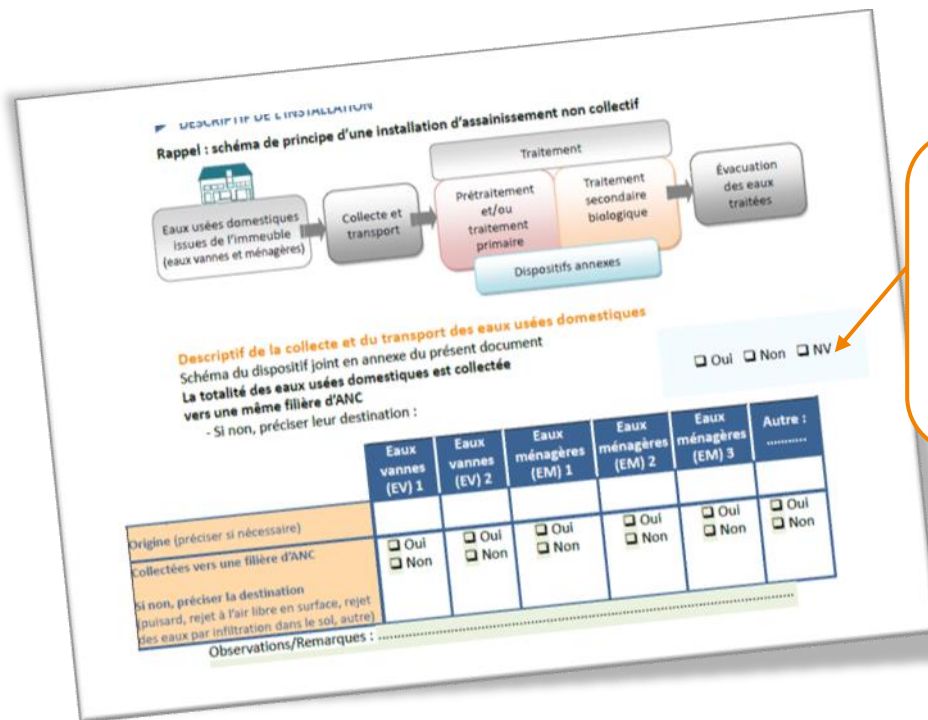 DESCRIPTIF DE L'INSTALLATION
Rappel : schéma de principe d'une installation d'assainissement non collectif
Traitement
Eaux usées domestiques
issues de l'immeuble
(eaux vannes et ménagères)
Collecte et
transport
Prétraitement
et/ou
traitement
primaire
Traitement
secondaire
biologique
Évacuation
des eaux
traitées
Dispositifs annexes
Descriptif de la collecte et du transport des eaux usées domestiques
Schéma du dispositif joint en annexe du présent document
La totalité des eaux usées domestiques est collectée
vers une même filière d'ANC
❑ Oui ❑ Non ❑ NV
- Si non, préciser leur destination :
Eaux
vannes
(EV) 1
Eaux
vannes
(EV) 2
Eaux
ménagères
(EM) 1
Eaux
ménagères
(EM) 2
Eaux
ménagères
(EM) 3
Autre :
...........
Origine (préciser si nécessaire)
Collectées vers une filière d'ANC
Si non, préciser la destination
(puisard, rejet à l'air libre en surface, rejet
des eaux par infiltration dans le sol, autre)
❑ Oui
❑ Non
❑ Oui
❑ Non
❑ Oui
❑ Non
❑ Oui
❑ Non
❑ Oui
❑ Non
❑ Oui
❑ Non
Observations/Remarques : ........................................................................................................